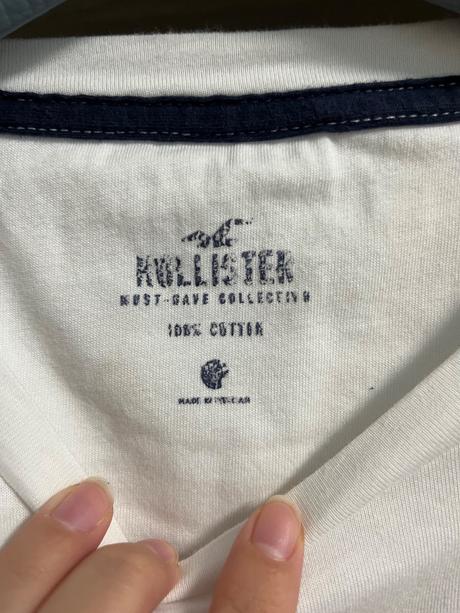 HOLLISTER
MUST-HAVE COLLECTION
100% COTTON
MADE IN